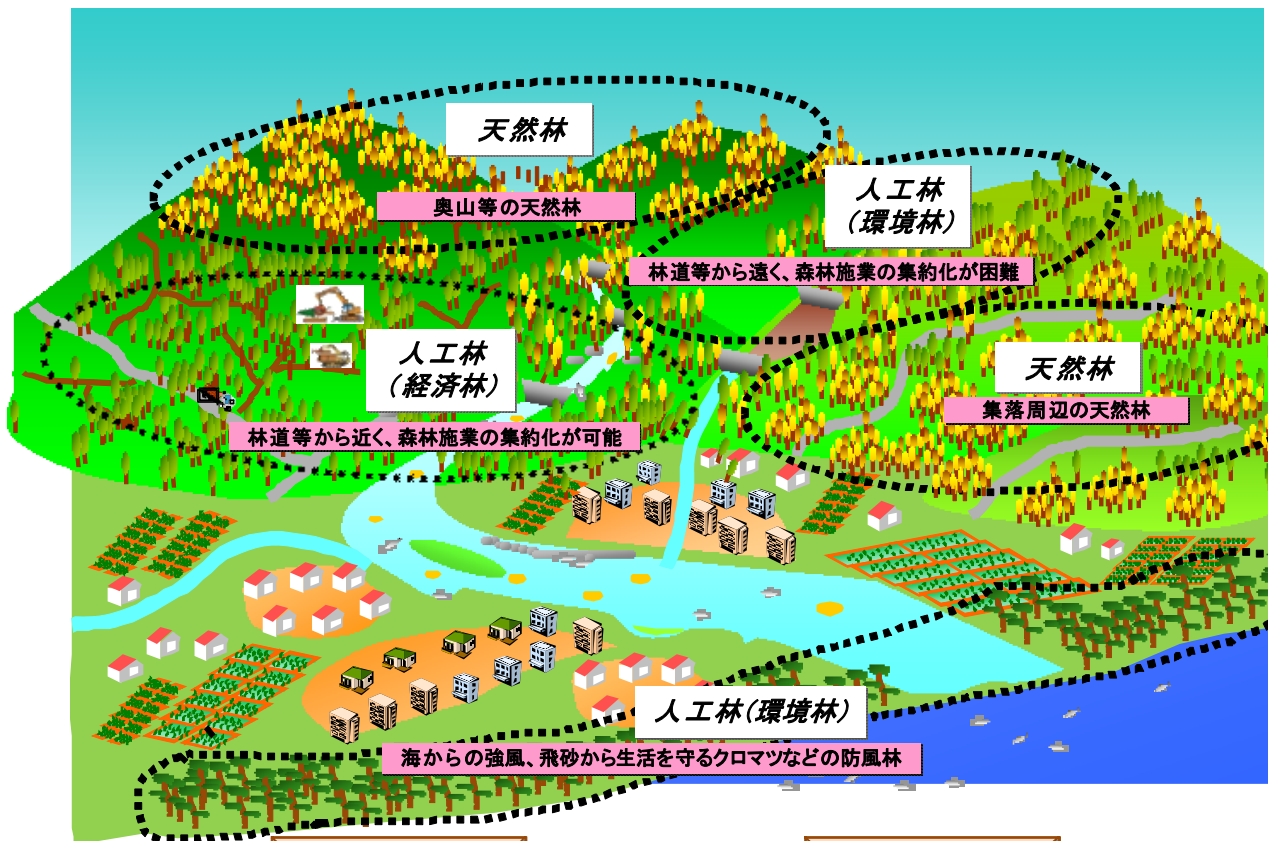 天然林
奥山等の天然林
人工林
（環境林）
林道等から遠く、森林施業の集約化が困難
人工林
（経済林）
林道等から近く、森林施業の集約化が可能
天然林
集落周辺の天然林
人工林（環境林）
海からの強風、飛砂から生活を守るクロマツなどの防風林